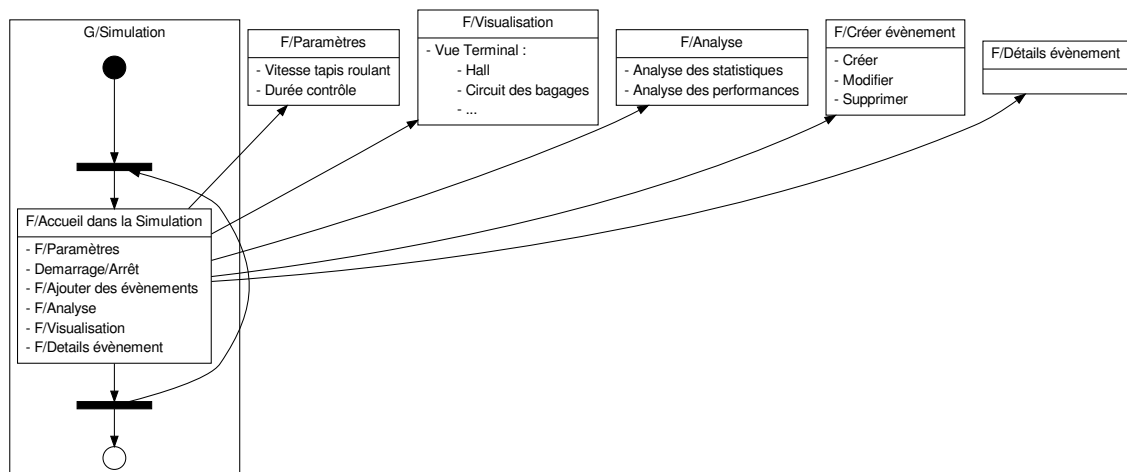 G/Simulation
F/Paramètres
- Vitesse tapis roulant
- Durée contrôle
F/Visualisation
- Vue Terminal :
- Hall
- Circuit des bagages
- ...
F/Analyse
- Analyse des statistiques
- Analyse des performances
F/Créer évènement
- Créer
- Modifier
- Supprimer
F/Détails évènement
F/Accueil dans la Simulation
- F/Paramètres
- Demarrage/Arrêt
- F/Ajouter des évènements
- F/Analyse
- F/Visualisation
- F/Details évènement